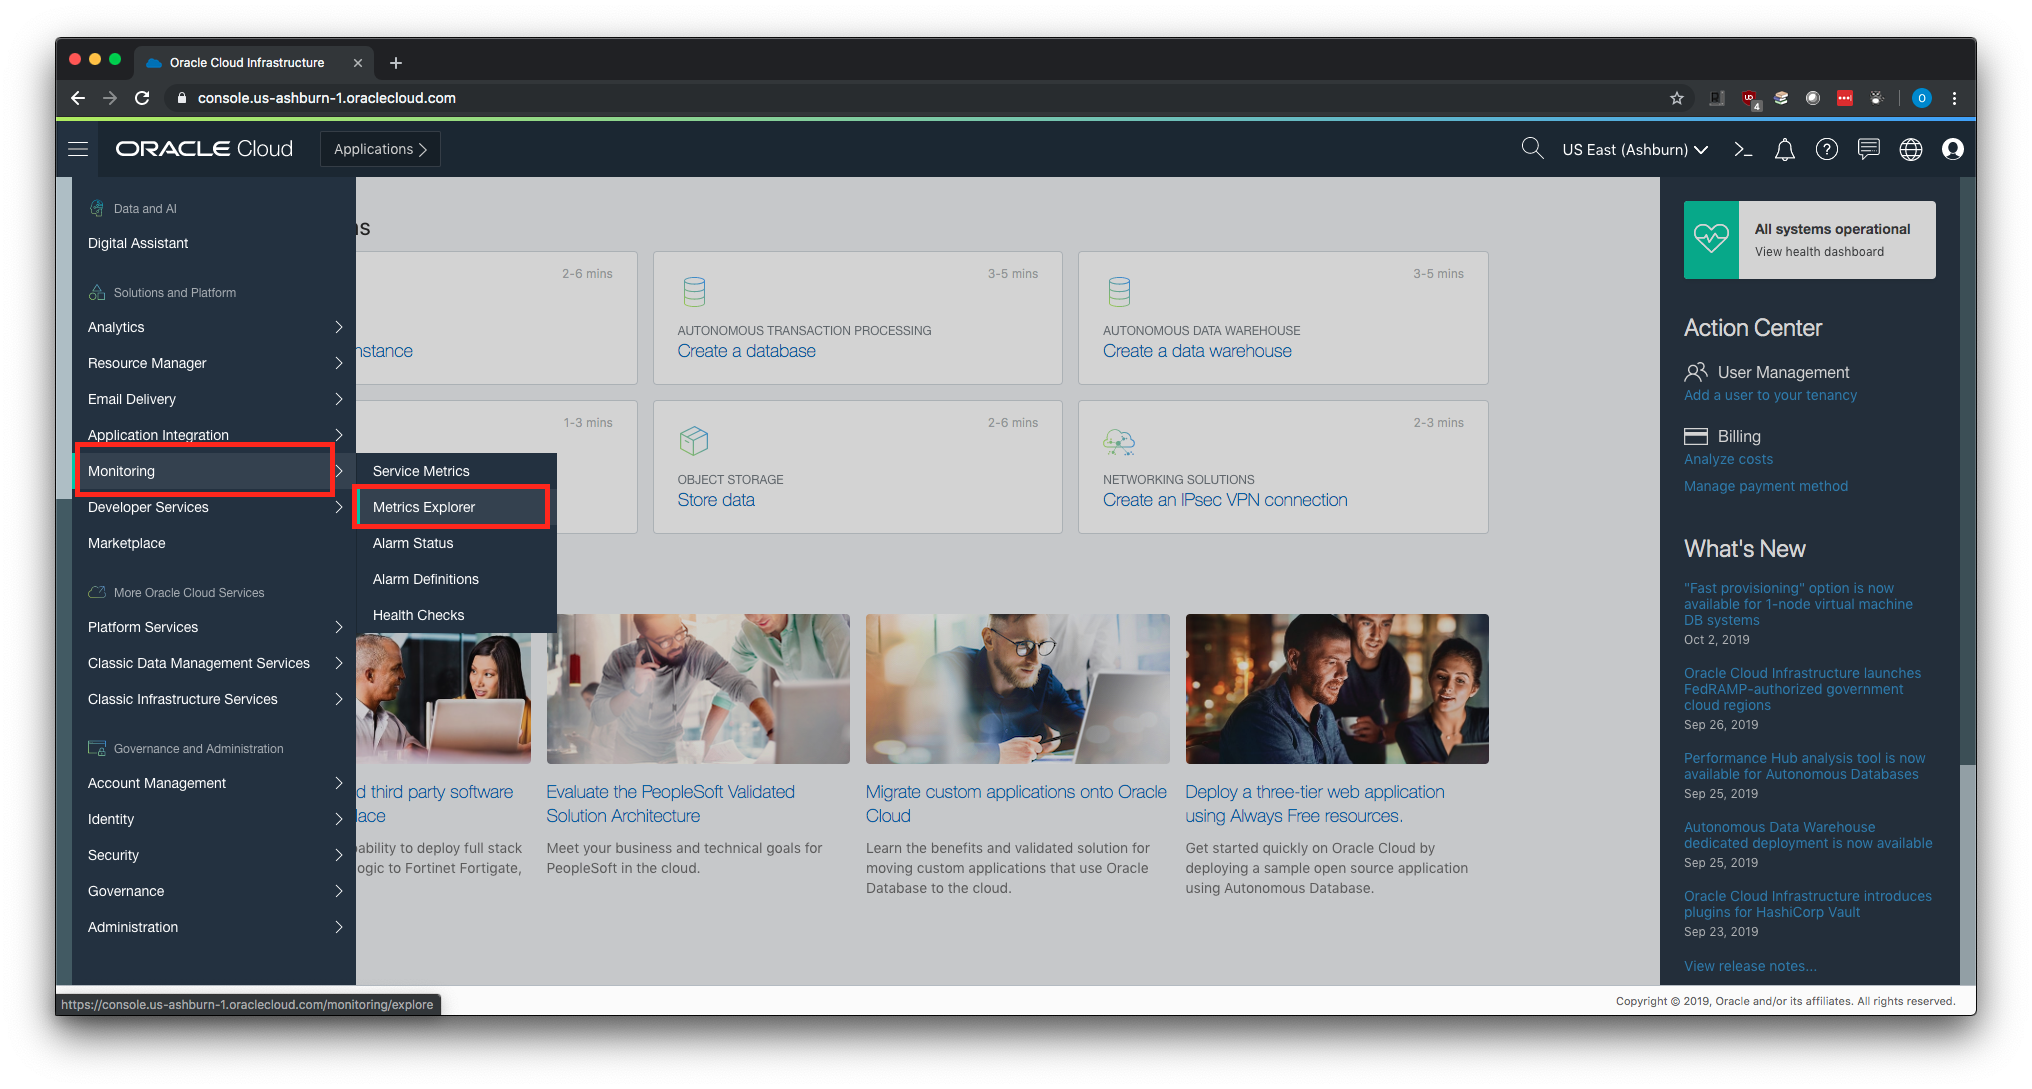 Oracle Cloud Infrastructure
console.us-ashburn-1.oraclecloud.com
4
O
ORACLE Cloud
Applications
US East (Ashburn)
Data and AI
Digital Assistant
Solutions and Platform
Analytics
Resource Manager
Email Delivery
Application Integration
Monitoring
Developer Services
Marketplace
More Oracle Cloud Services
Platform Services
Classic Data Management Services
Classic Infrastructure Services
Governance and Administration
Account Management
Identity
Security
Governance
Administration
Service Metrics
Metrics Explorer
Alarm Status
Alarm Definitions
Health Checks
ns
2-6 mins
nstance
3-5 mins
AUTONOMOUS TRANSACTION PROCESSING
Create a database
3-5 mins
AUTONOMOUS DATA WAREHOUSE
Create a data warehouse
1-3 mins
2-6 mins
OBJECT STORAGE
Store data
2-3 mins
NETWORKING SOLUTIONS
Create an IPsec VPN connection
d third party software
lace
ability to deploy full stack
ogic to Fortinet Fortigate,
Evaluate the PeopleSoft Validated
Solution Architecture
Meet your business and technical goals for
PeopleSoft in the cloud.
Migrate custom applications onto Oracle
Cloud
Learn the benefits and validated solution for
moving custom applications that use Oracle
Database to the cloud.
Deploy a three-tier web application
using Always Free resources.
Get started quickly on Oracle Cloud by
deploying a sample open source application
using Autonomous Database.
All systems operational
View health dashboard
Action Center
User Management
Add a user to your tenancy
Billing
Analyze costs
Manage payment method
What's New
"Fast provisioning" option is now
available for 1-node virtual machine
DB systems
Oct 2, 2019
Oracle Cloud Infrastructure launches
FedRAMP-authorized government
cloud regions
Sep 26, 2019
Performance Hub analysis tool is now
available for Autonomous Databases
Sep 25, 2019
Autonomous Data Warehouse
dedicated deployment is now available
Sep 25, 2019
Oracle Cloud Infrastructure introduces
plugins for HashiCorp Vault
Sep 23, 2019
View release notes...
https://console.us-ashburn-1.oraclecloud.com/monitoring/explore
Copyright © 2019, Oracle and/or its affiliates. All rights reserved.